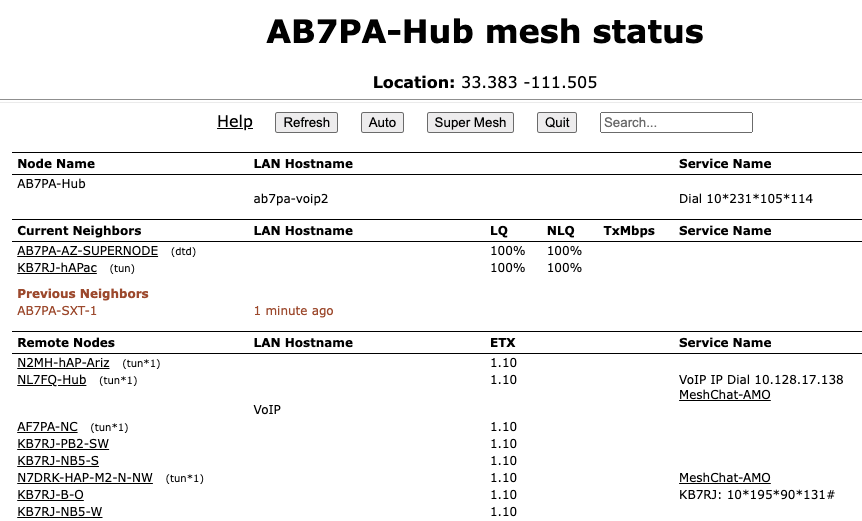 AB7PA-Hub mesh status
Location: 33.383 -111.505
Help Refresh Auto Super Mesh Quit Search...
Node Name LAN Hostname Service Name
AB7PA-Hub
ab7pa-voip2 Dial 10*231*105*114
Current Neighbors LAN Hostname LQ NLQ TxMbps Service Name
AB7PA-AZ-SUPERNODE (dtd) 100% 100%
KB7RJ-hAPac (tun) 100% 100%
Previous Neighbors
AB7PA-SXT-1 1 minute ago
Remote Nodes LAN Hostname ETX Service Name
N2MH-hAP-Ariz (tun*1) 1.10
NL7FQ-Hub (tun*1) 1.10 VoIP IP Dial 10.128.17.138
MeshChat-AMO
VoIP
AF7PA-NC (tun*1) 1.10
KB7RJ-PB2-SW 1.10
KB7RJ-NB5-S 1.10
N7DRK-HAP-M2-N-NW (tun*1) 1.10 MeshChat-AMO
KB7RJ-B-O 1.10 KB7RJ: 10*195*90*131#
KB7RJ-NB5-W 1.10